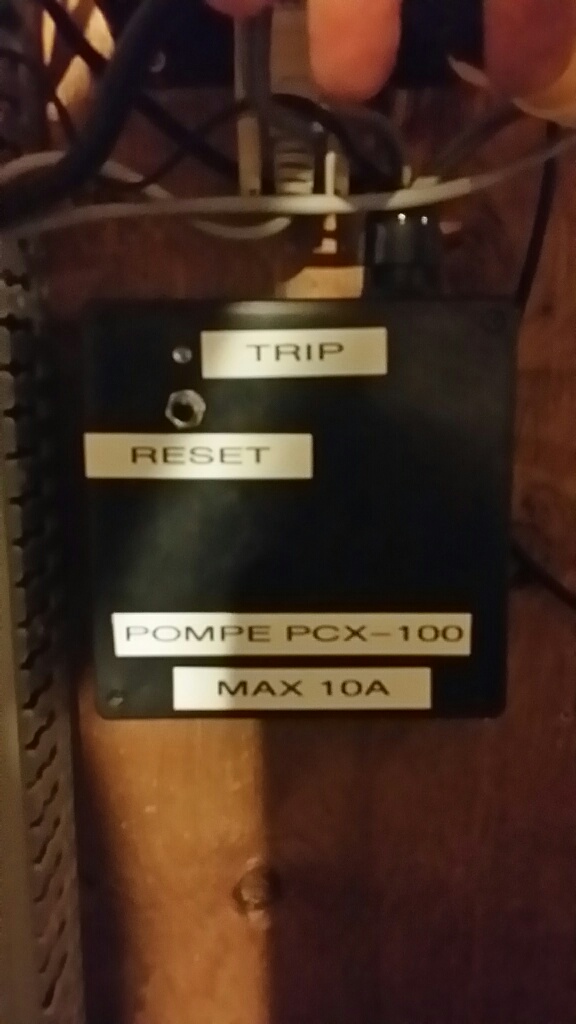 TRIP
RESET
POMPE PCX-100
MAX 10A